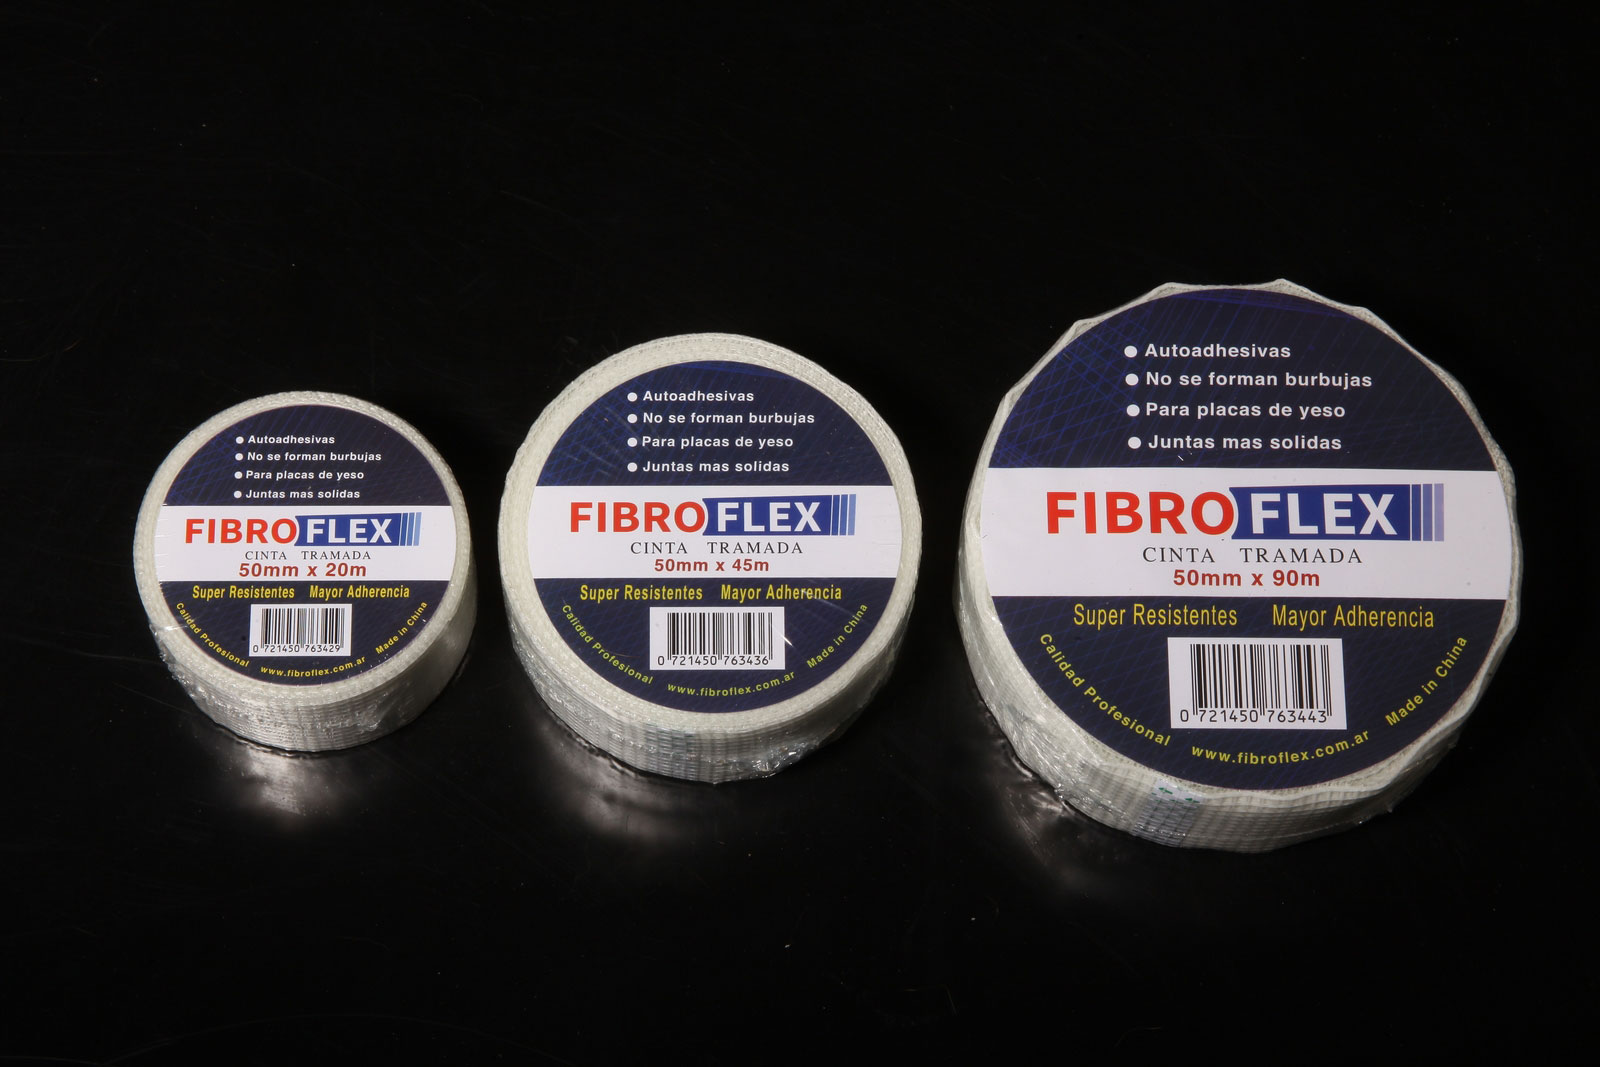 Autoadhesivas
No se forman burbujas
Para placas de yeso
Juntas mas solidas
FIBROFLEX
CINTA TRAMADA
50mm x 20m
Super Resistentes Mayor Adherencia
0 721450 763429
Calidad Profesional www.fibroflex.com.ar Made in China
Autoadhesivas
No se forman burbujas
Para placas de yeso
Juntas mas solidas
FIBROFLEX
CINTA TRAMADA
50mm x 45m
Super Resistentes Mayor Adherencia
0 721450 763436
Calidad Profesional www.fibroflex.com.ar Made in China
Autoadhesivas
No se forman burbujas
Para placas de yeso
Juntas mas solidas
FIBROFLEX
CINTA TRAMADA
50mm x 90m
Super Resistentes Mayor Adherencia
0 721450 763443
Calidad Profesional www.fibroflex.com.ar Made in China